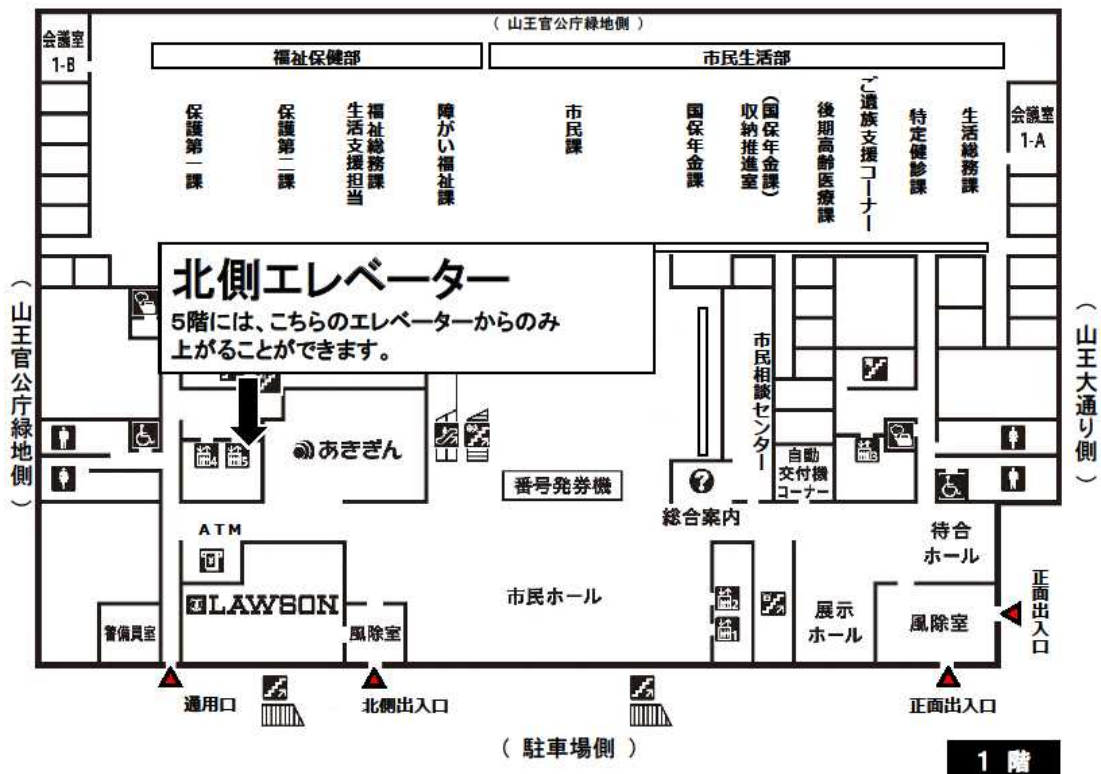 ( 山王官公庁緑地側 )
会議室
1-B
福祉保健部
市民生活部
保護第一課
保護第二課
福祉総務課
生活支援担当
障がい福祉課
市民課
国保年金課
(国保年金課)
収納推進室
後期高齢医療課
ご遺族支援コーナー
特定健診課
生活総務課
会議室
1-A
北側エレベーター
5階には、こちらのエレベーターからのみ
上がることができます。
( 山王官公庁緑地側 )
( 山王大通り側 )
市民相談センター
4
5
あきぎん
番号発券機
?
総合案内
自動
交付機
コーナー
3
ATM
待合
ホール
LAWSON
市民ホール
2
1
展示
ホール
風除室
正面出入口
警備員室
風除室
通用口
北側出入口
正面出入口
( 駐車場側 )
1 階